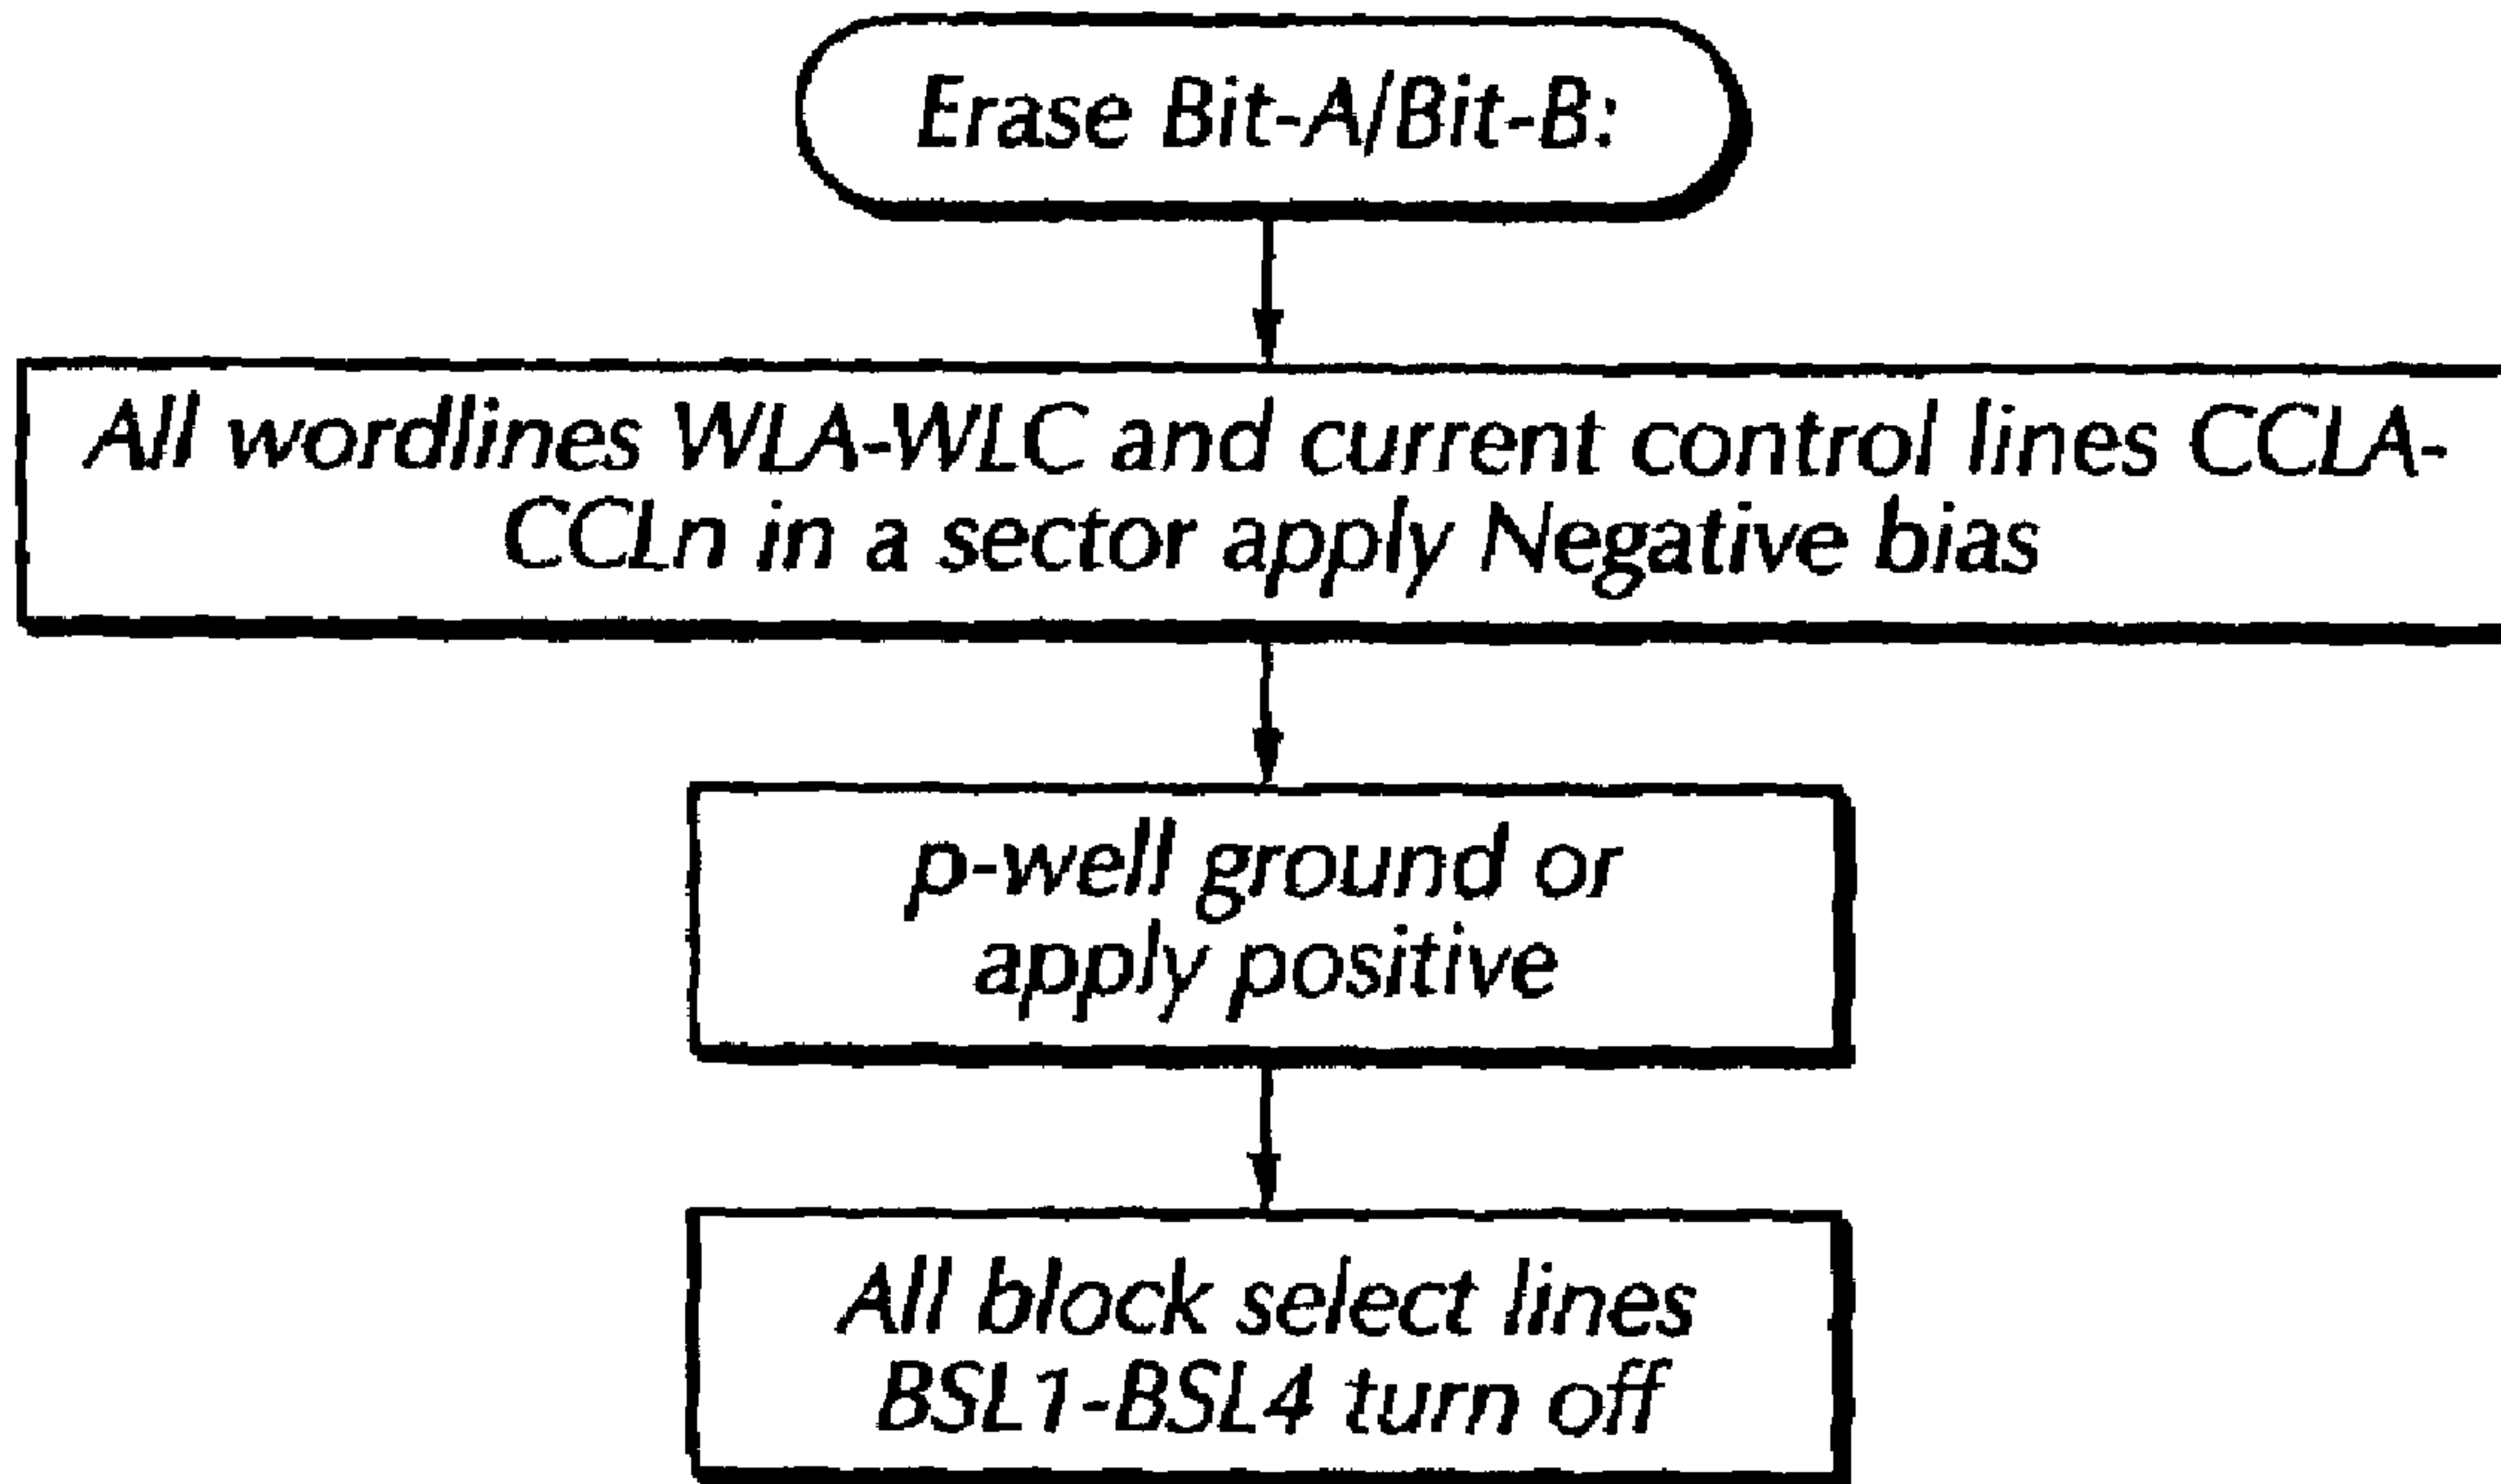 Erase Bit-A/Bit-B:
All wordlines WLA-WLC and current control lines CCLA-
CCLn in a sector apply Negative bias
p-well ground or
apply positive
All block select lines
BSL1-BSL4 turn off